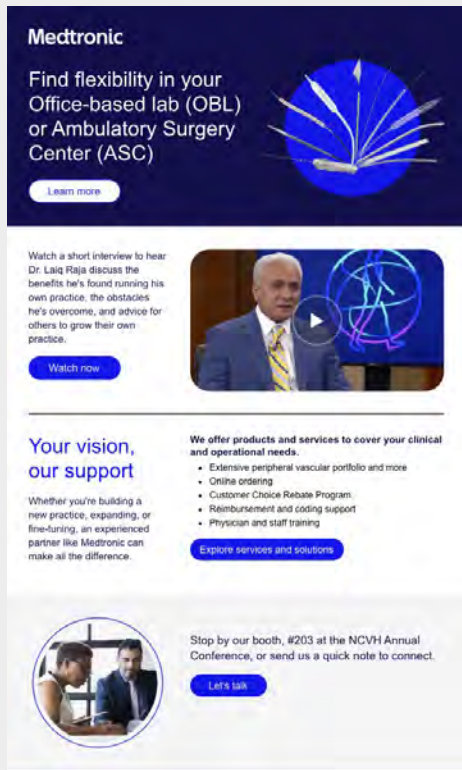 Medtronic
Find flexibility in your
Office-based lab (OBL)
or Ambulatory Surgery
Center (ASC)
Learn more
Watch a short interview to hear
Dr. Laiq Raja discuss the
benefits he's found running his
own practice, the obstacles
he's overcome, and advice for
others to grow their own
practice.
Watch now
Your vision,
our support
Whether you're building a
new practice, expanding, or
fine-tuning, an experienced
partner like Medtronic can
make all the difference.
We offer products and services to cover your clinical
and operational needs.
• Extensive peripheral vascular portfolio and more
• Online ordering
• Customer Choice Rebate Program
• Reimbursement and coding support
• Physician and staff training
Explore services and solutions
Stop by our booth, #203 at the NCVH Annual
Conference, or send us a quick note to connect.
Let's talk